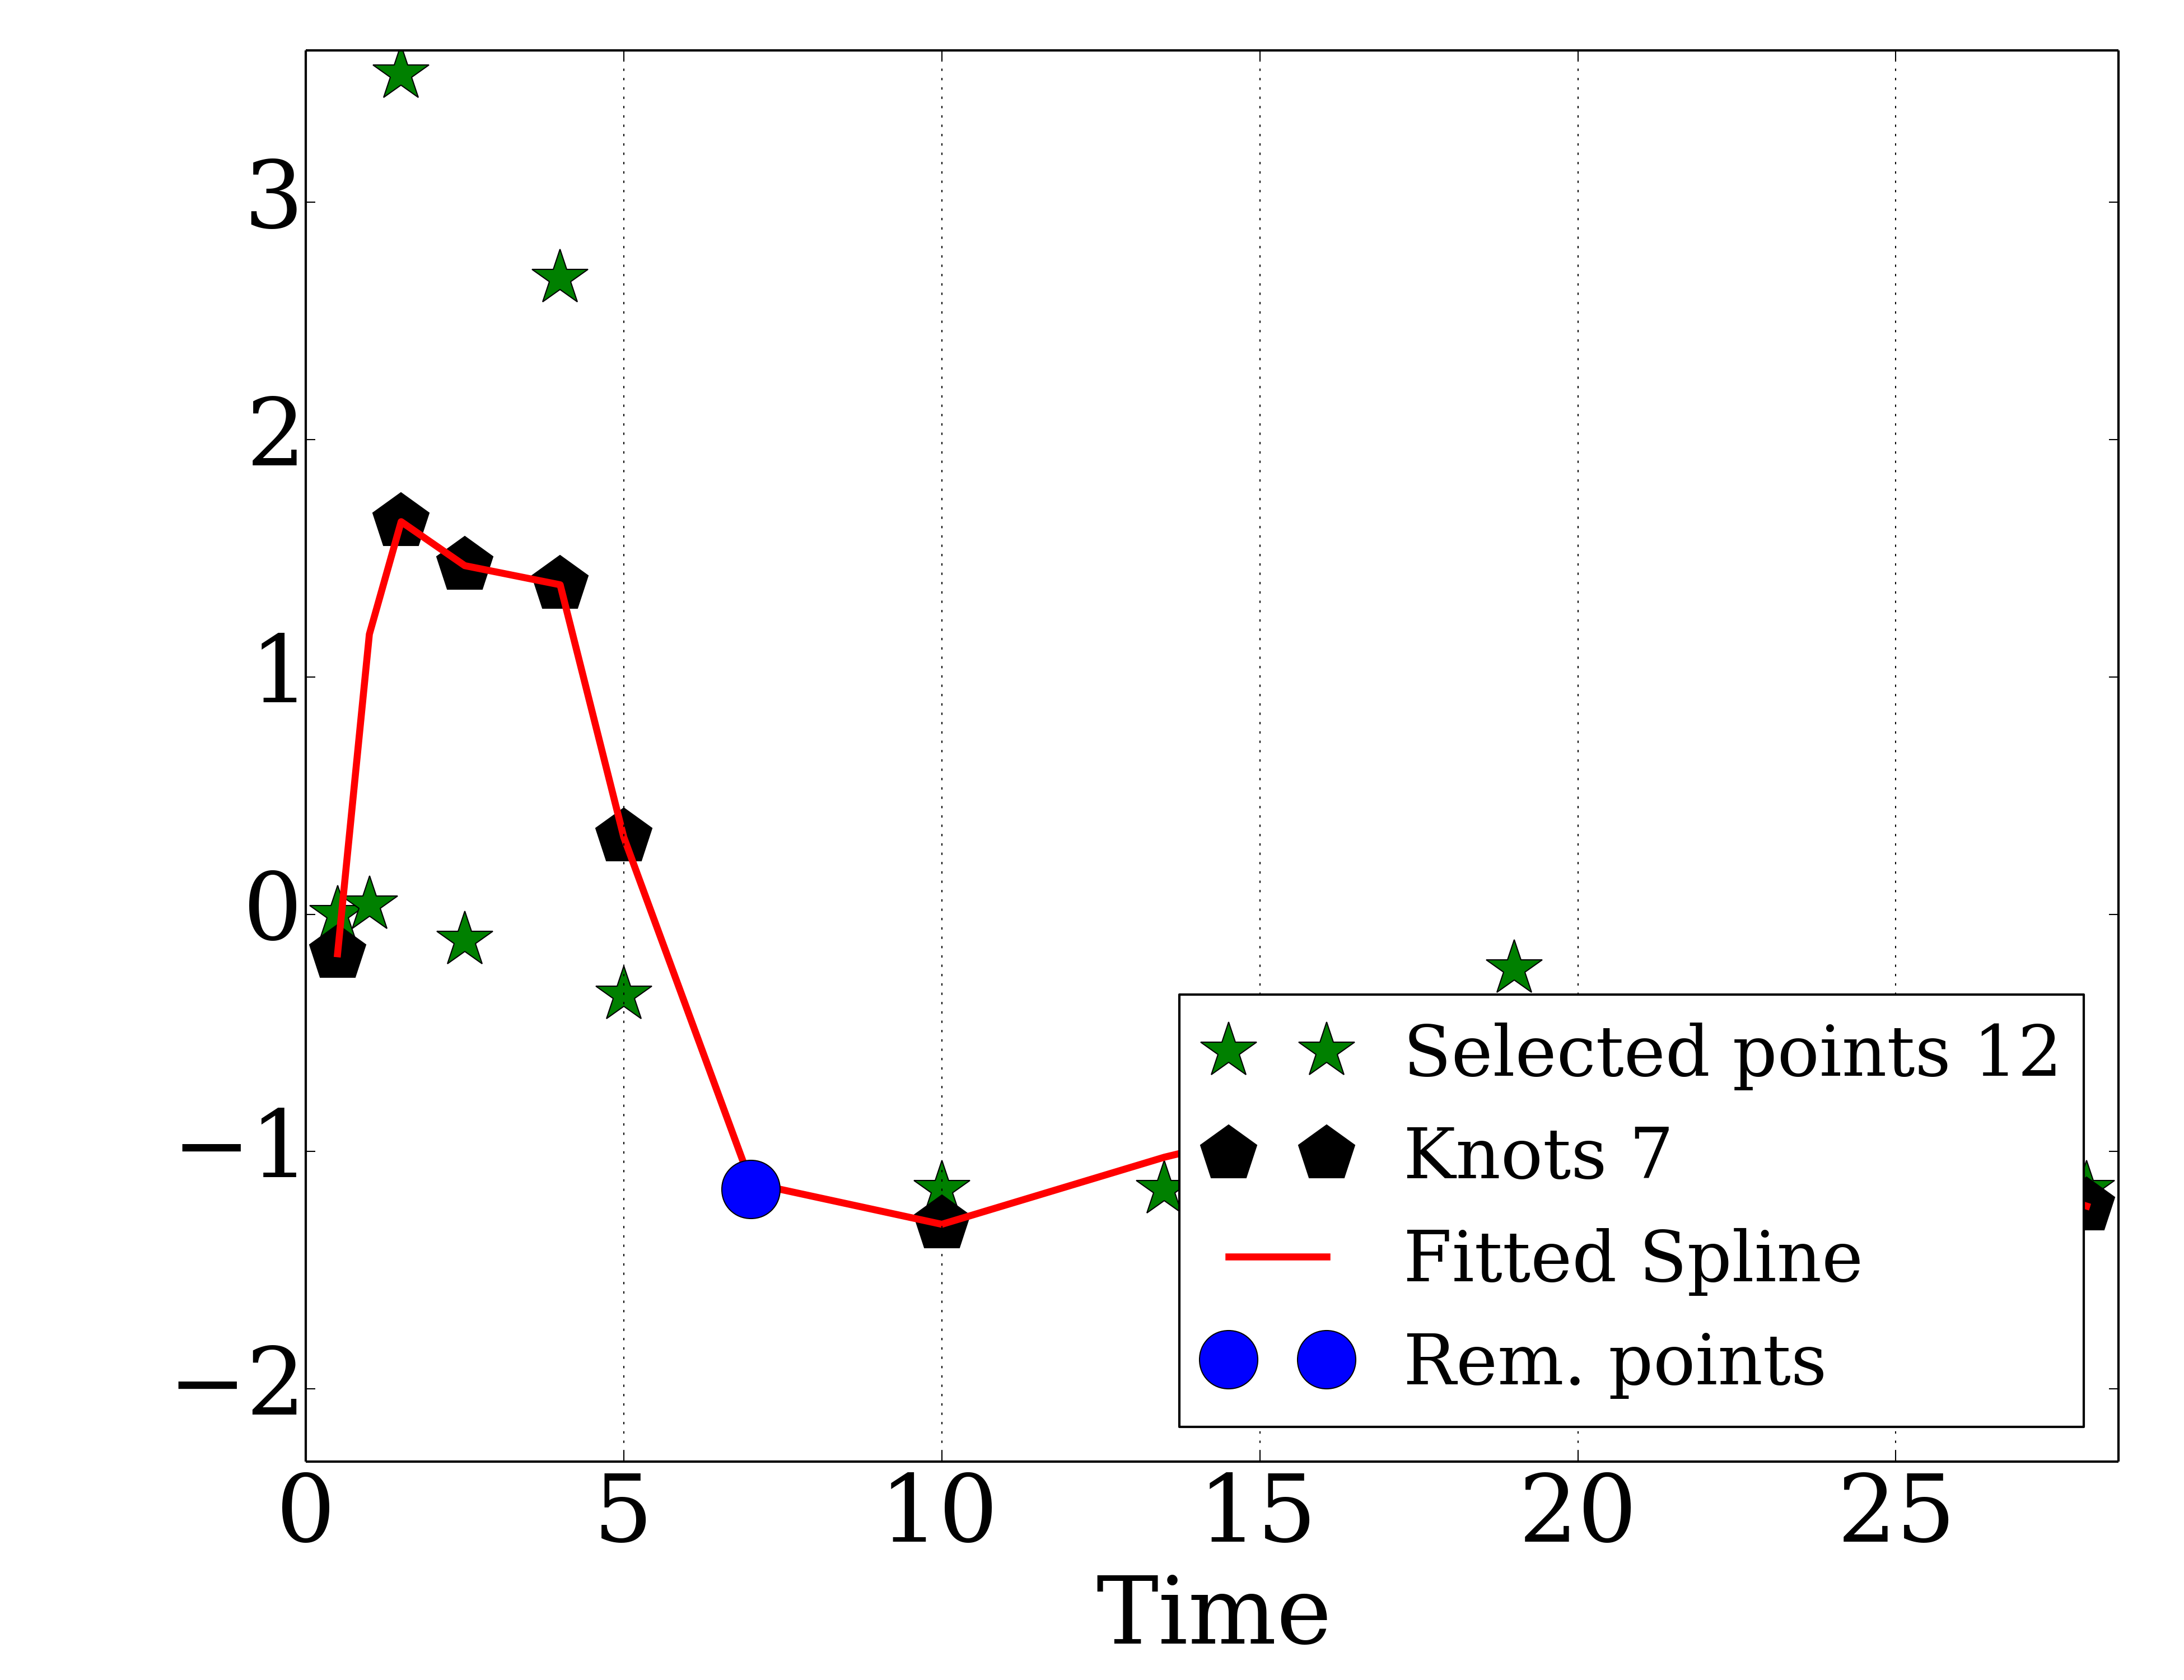 3
2
1
0
−1
−2
Selected points 12
Knots 7
Fitted Spline
Rem. points
0 5 10 15 20 25
Time